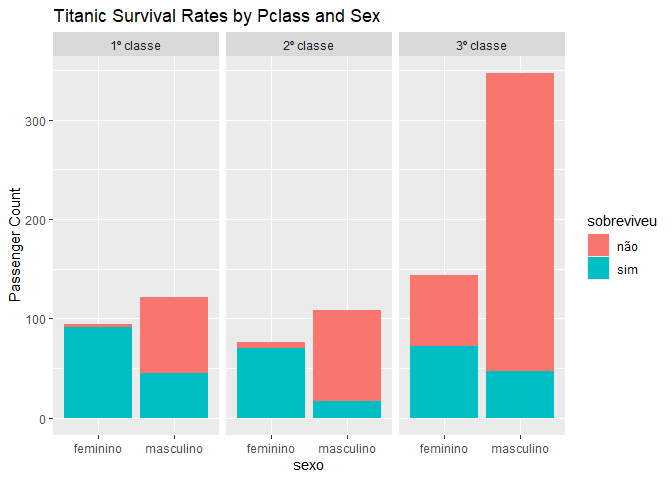 Titanic Survival Rates by Pclass and Sex
1º classe
2º classe
3º classe
Passenger Count
300
200
100
0
feminino
masculino
feminino
masculino
feminino
masculino
sexo
sobreviveu
não
sim